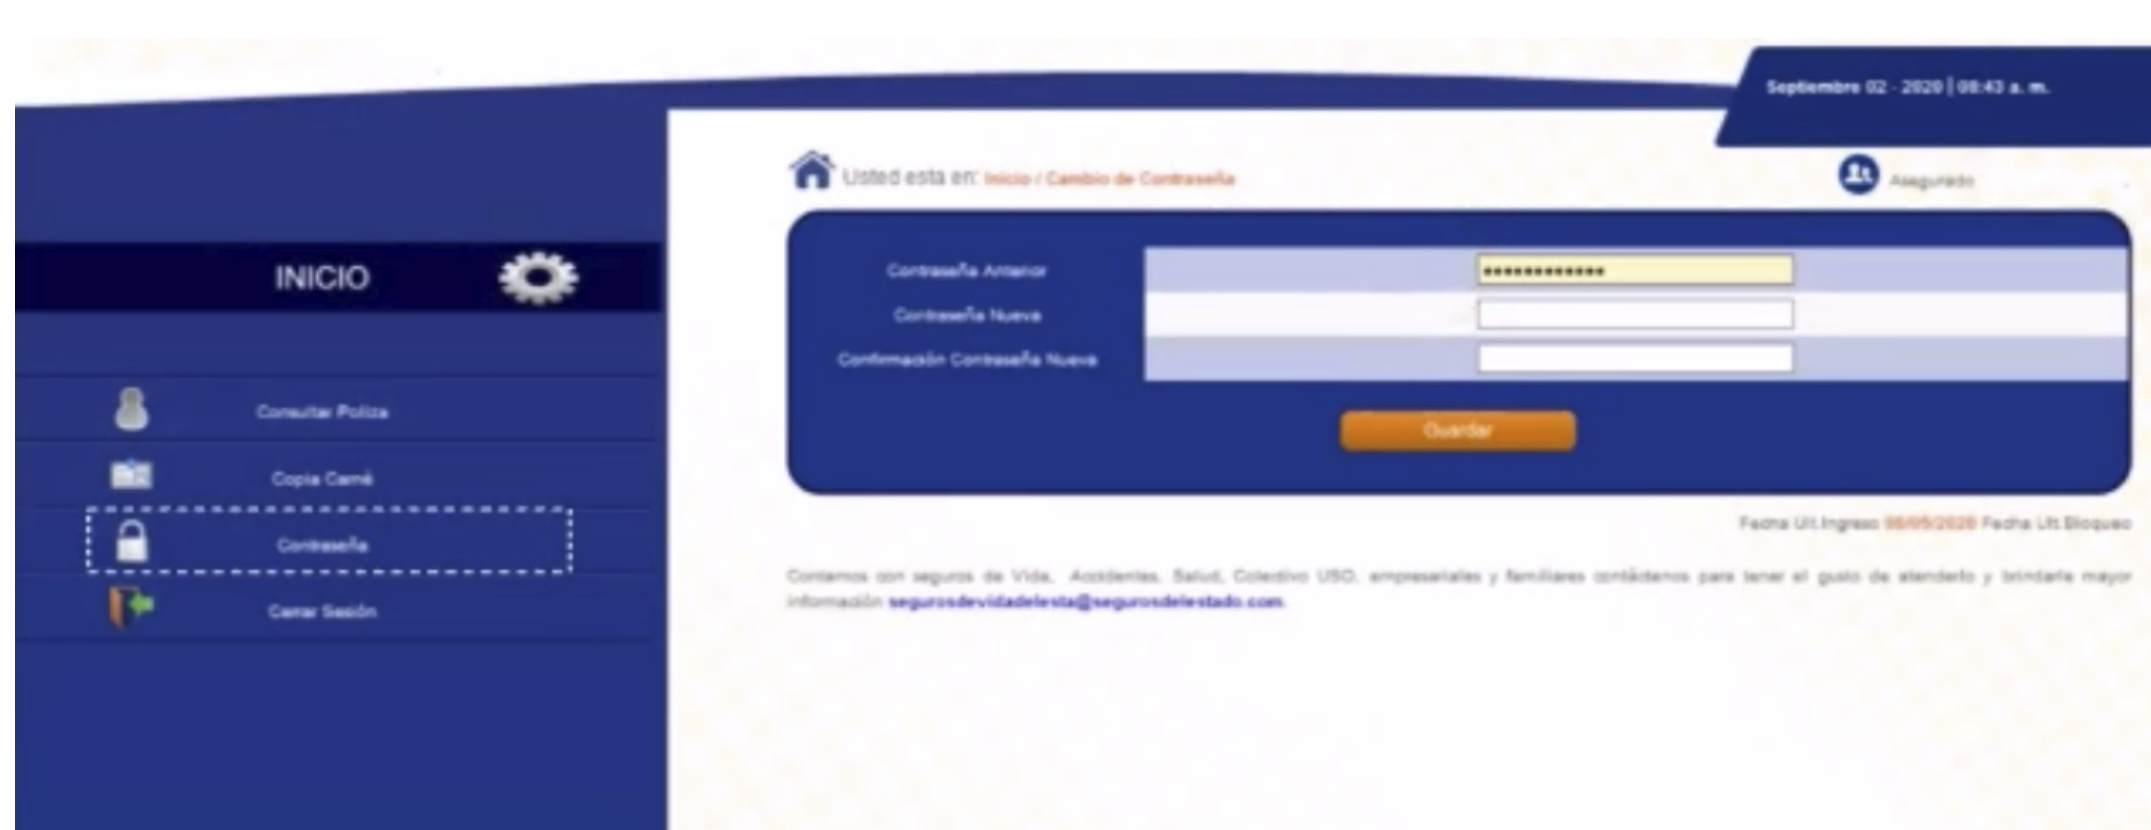 Septiembre 02 - 2020 | 08:43 a. m.
Usted esta en: Inicio / Cambio de Contraseña
Asegurado
INICIO
Contraseña Anterior
••••••••••••
Contraseña Nueva
Confirmación Contraseña Nueva
Guardar
Consultar Poliza
Copia Carné
Contraseña
Cerrar Sesión
Fecha Ult.Ingreso 08/05/2020 Fecha Ult.Bloqueo
Contamos con seguros de Vida, Accidentes, Salud, Colectivo USO, empresariales y familiares contáctenos para tener el gusto de atenderlo y brindarle mayor
información segurosdevidadelesta@segurosdelestado.com.